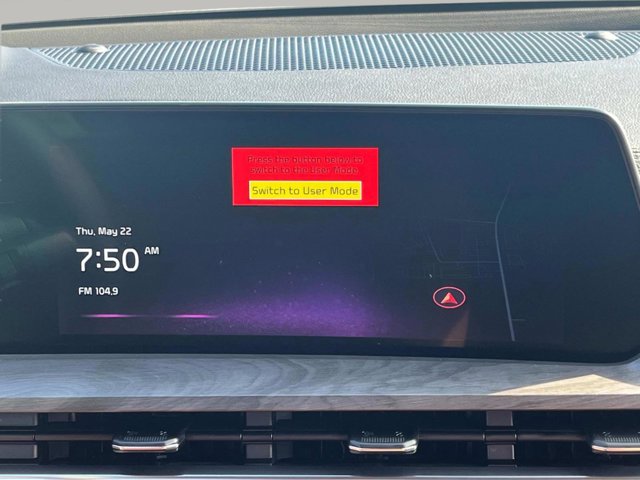 Press the button below to
switch to the User Mode
Switch to User Mode
Thu, May 22
7:50 AM
FM 104.9